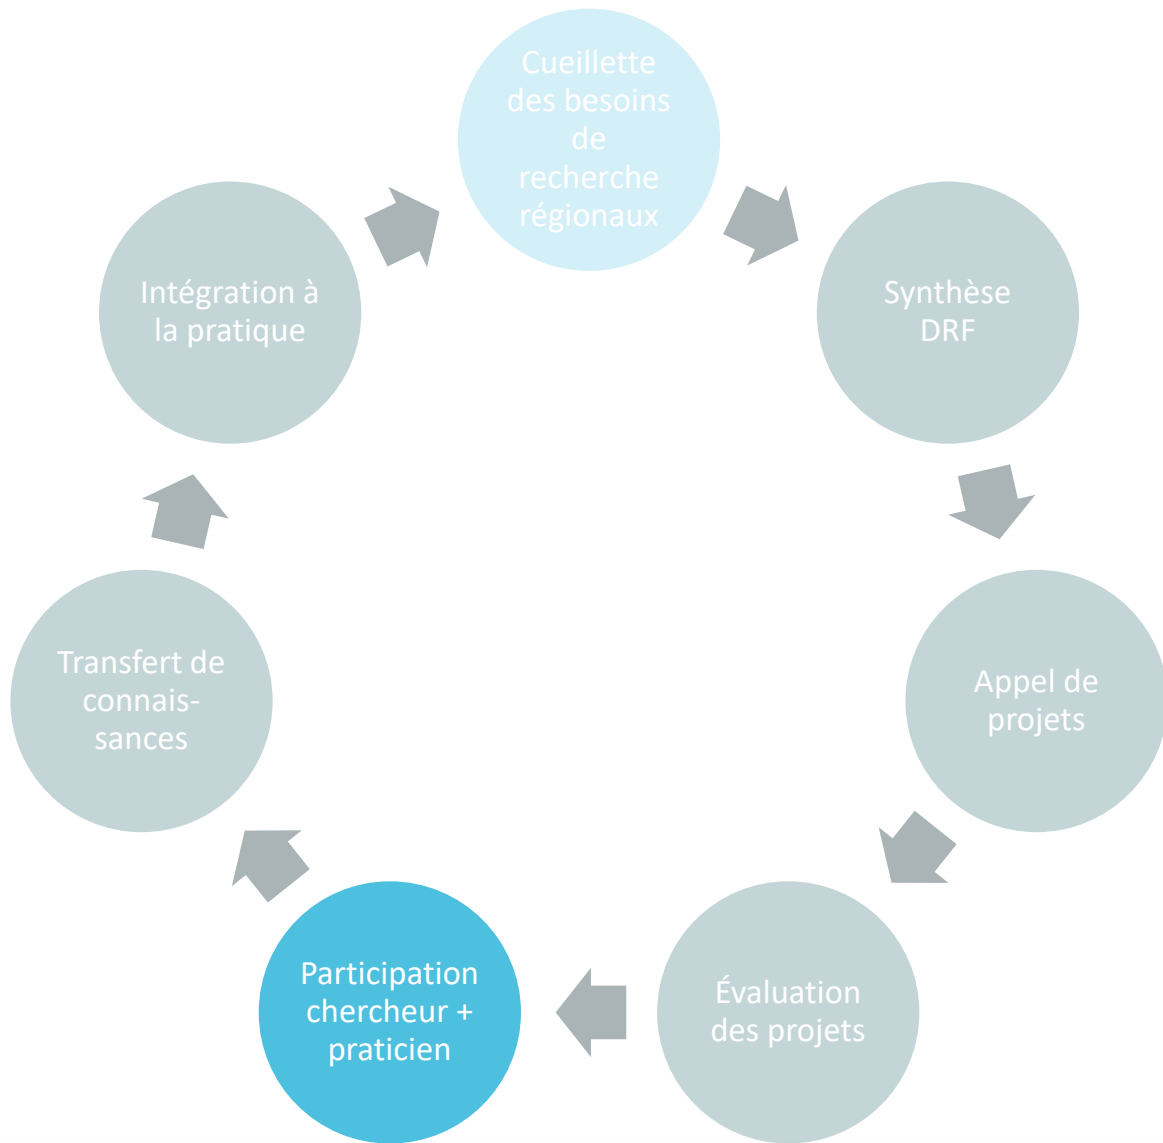 Cueillette
des besoins
de
recherche
régionaux
Synthèse
DRF
Appel de
projets
Évaluation
des projets
Participation
chercheur +
praticien
Transfert de
connais-
sances
Intégration à
la pratique